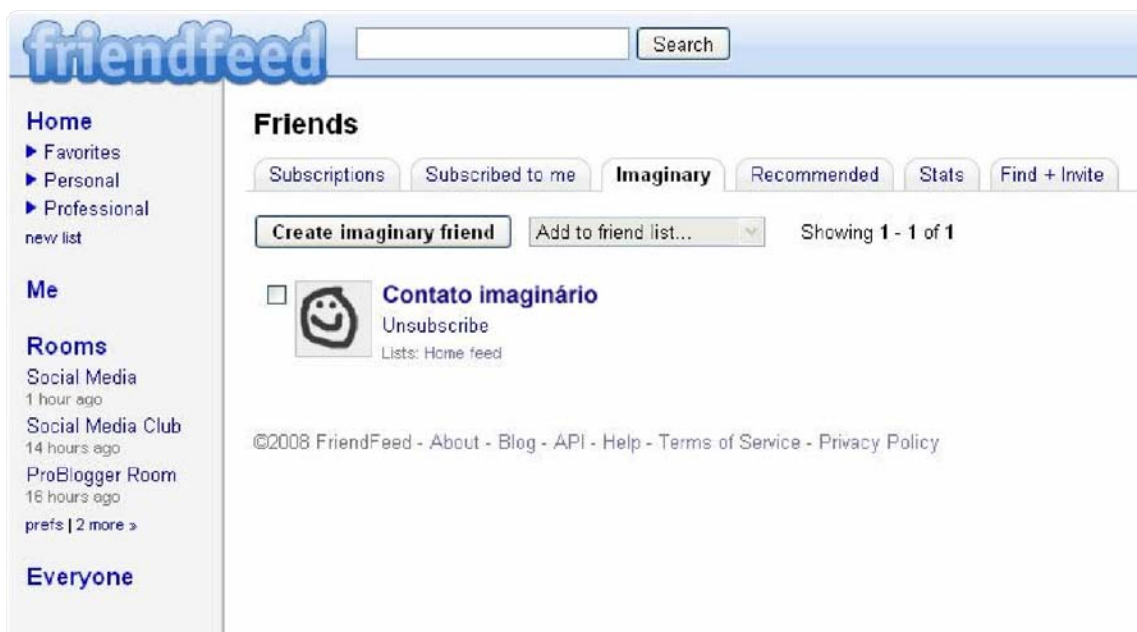 friendfeed
Search
Home
Favorites
Personal
Professional
new list
Me
Rooms
Social Media
1 hour ago
Social Media Club
14 hours ago
ProBlogger Room
16 hours ago
prefs | 2 more »
Everyone
Friends
Subscriptions Subscribed to me Imaginary Recommended Stats Find + Invite
Create imaginary friend Add to friend list... Showing 1 - 1 of 1
Contato imaginário
Unsubscribe
Lists: Home feed
©2008 FriendFeed - About - Blog - API - Help - Terms of Service - Privacy Policy